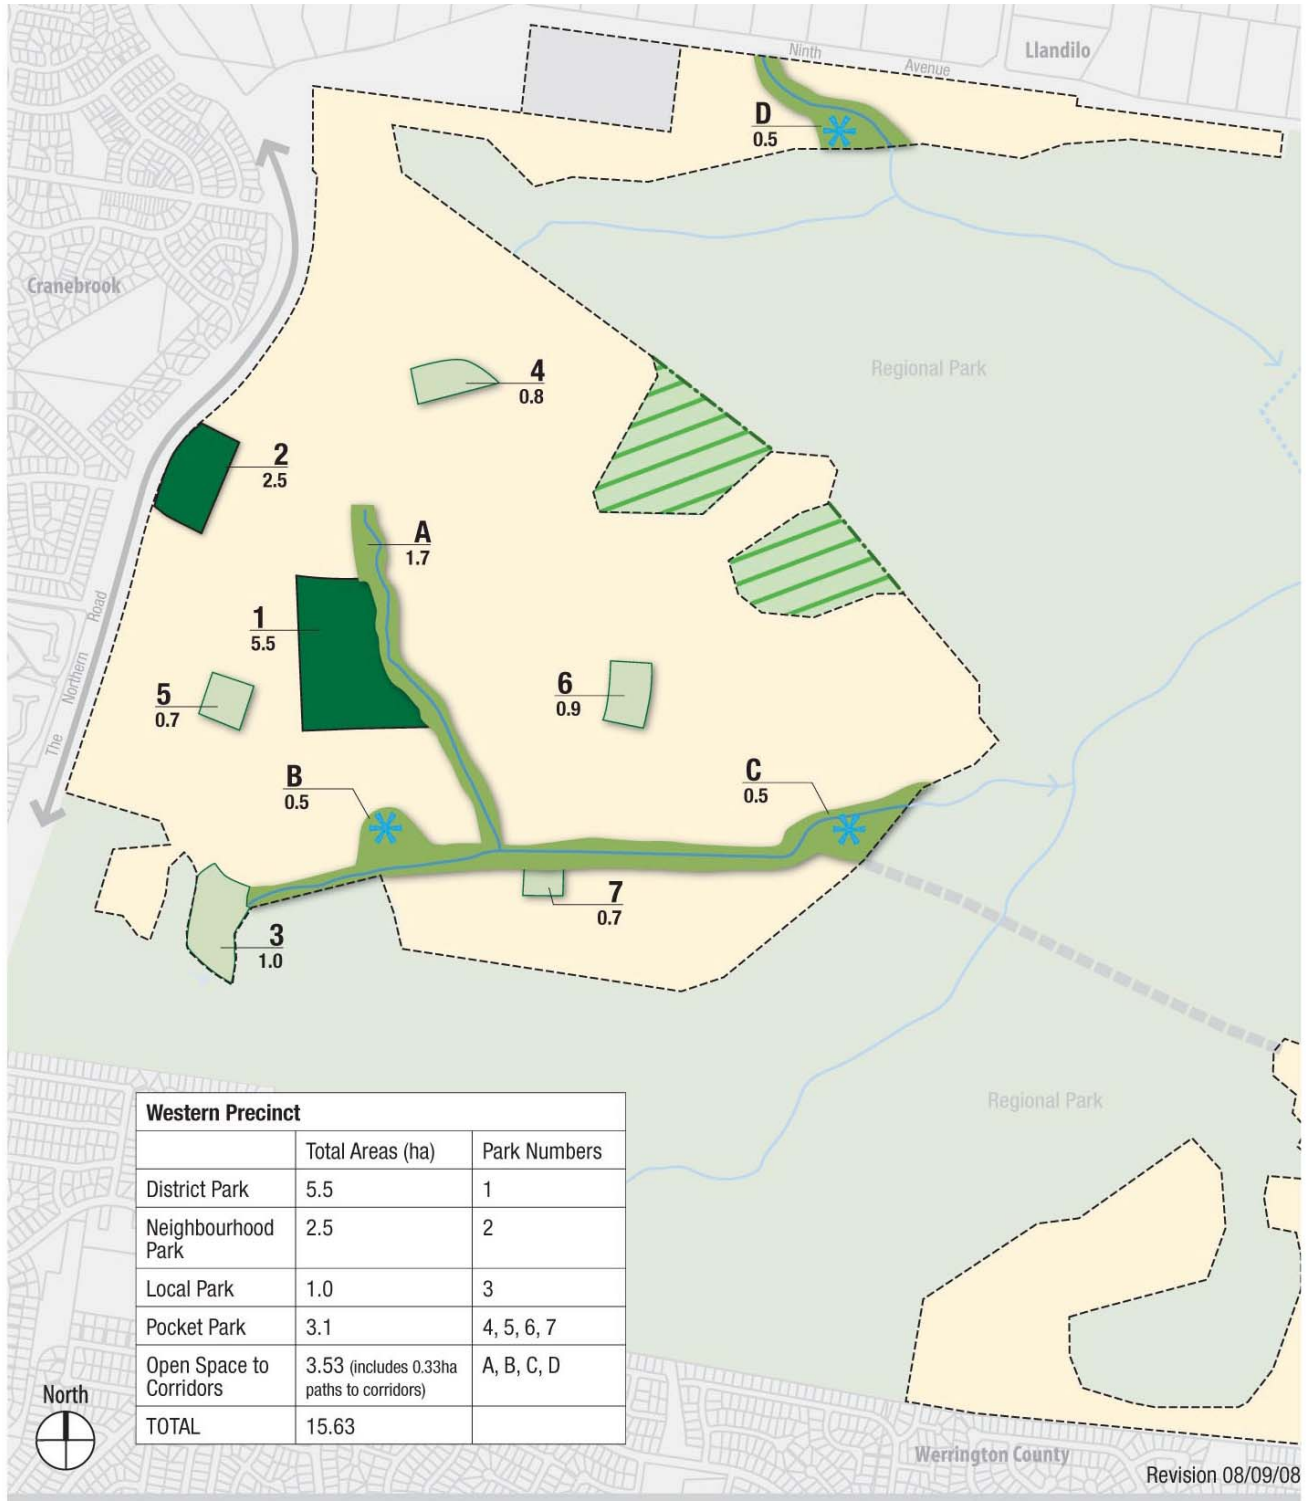 Ninth
Avenue
Llandilo
D
0.5
Cranebrook
Regional Park
4
0.8
2
2.5
A
1.7
1
5.5
The Northern Road
5
0.7
6
0.9
B
0.5
C
0.5
7
0.7
3
1.0
Regional Park
Western Precinct
Total Areas (ha) Park Numbers
District Park 5.5 1
Neighbourhood 2.5 2
Park
Local Park 1.0 3
Pocket Park 3.1 4, 5, 6, 7
Open Space to 3.53 (includes 0.33ha A, B, C, D
Corridors paths to corridors)
TOTAL 15.63
North
Werrington County
Revision 08/09/08